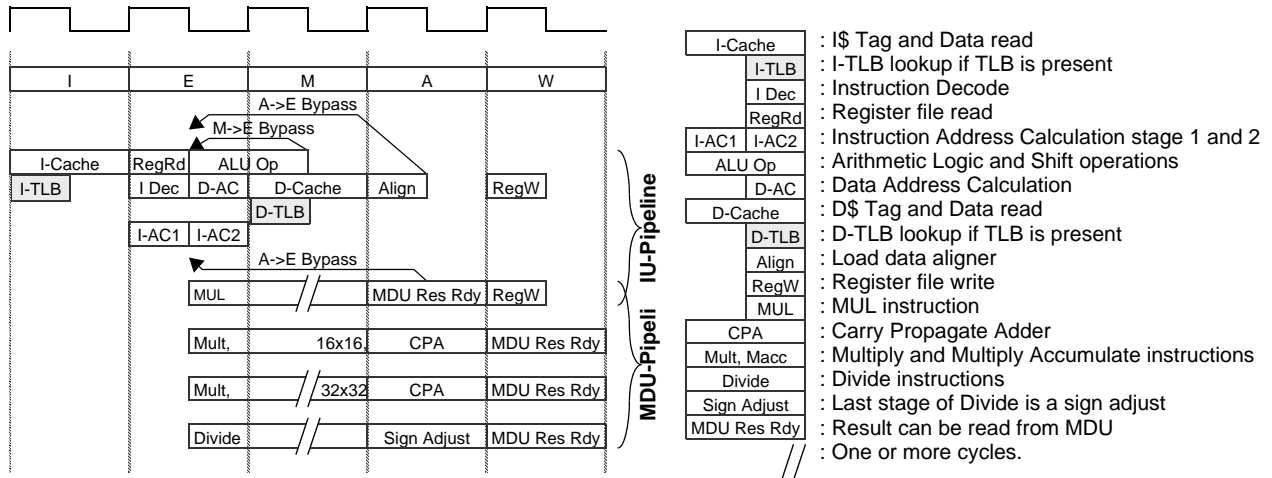 I E M A W
A->E Bypass
M->E Bypass
I-Cache RegRd ALU Op
I-TLB I Dec D-AC D-Cache Align RegW
D-TLB
I-AC1 I-AC2
A->E Bypass
MUL MDU Res Rdy RegW
Mult, 16x16, CPA MDU Res Rdy
Mult, 32x32 CPA MDU Res Rdy
Divide Sign Adjust MDU Res Rdy
IU-Pipeline
MDU-Pipeli
I-Cache : I$ Tag and Data read
I-TLB : I-TLB lookup if TLB is present
I Dec : Instruction Decode
RegRd : Register file read
I-AC1 I-AC2 : Instruction Address Calculation stage 1 and 2
ALU Op : Arithmetic Logic and Shift operations
D-AC : Data Address Calculation
D-Cache : D$ Tag and Data read
D-TLB : D-TLB lookup if TLB is present
Align : Load data aligner
RegW : Register file write
MUL : MUL instruction
CPA : Carry Propagate Adder
Mult, Macc : Multiply and Multiply Accumulate instructions
Divide : Divide instructions
Sign Adjust : Last stage of Divide is a sign adjust
MDU Res Rdy : Result can be read from MDU
: One or more cycles.